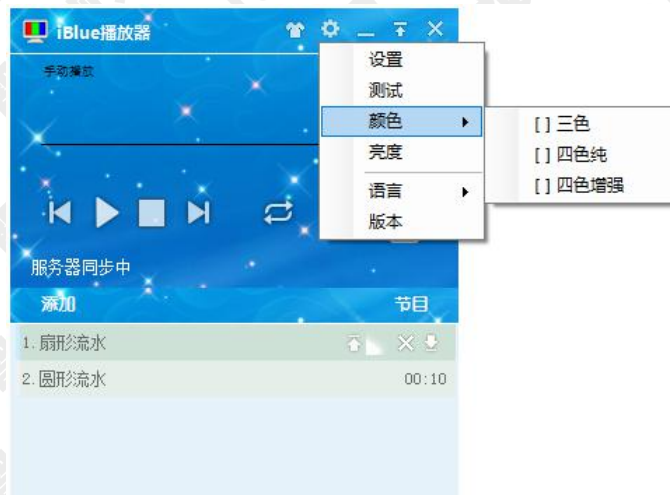 iBlue播放器
手动播放
设置
测试
颜色
亮度
语言
版本
[ ] 三色
[ ] 四色纯
[ ] 四色增强
服务器同步中
添加
节目
1. 扇形流水
2. 圆形流水
00:10